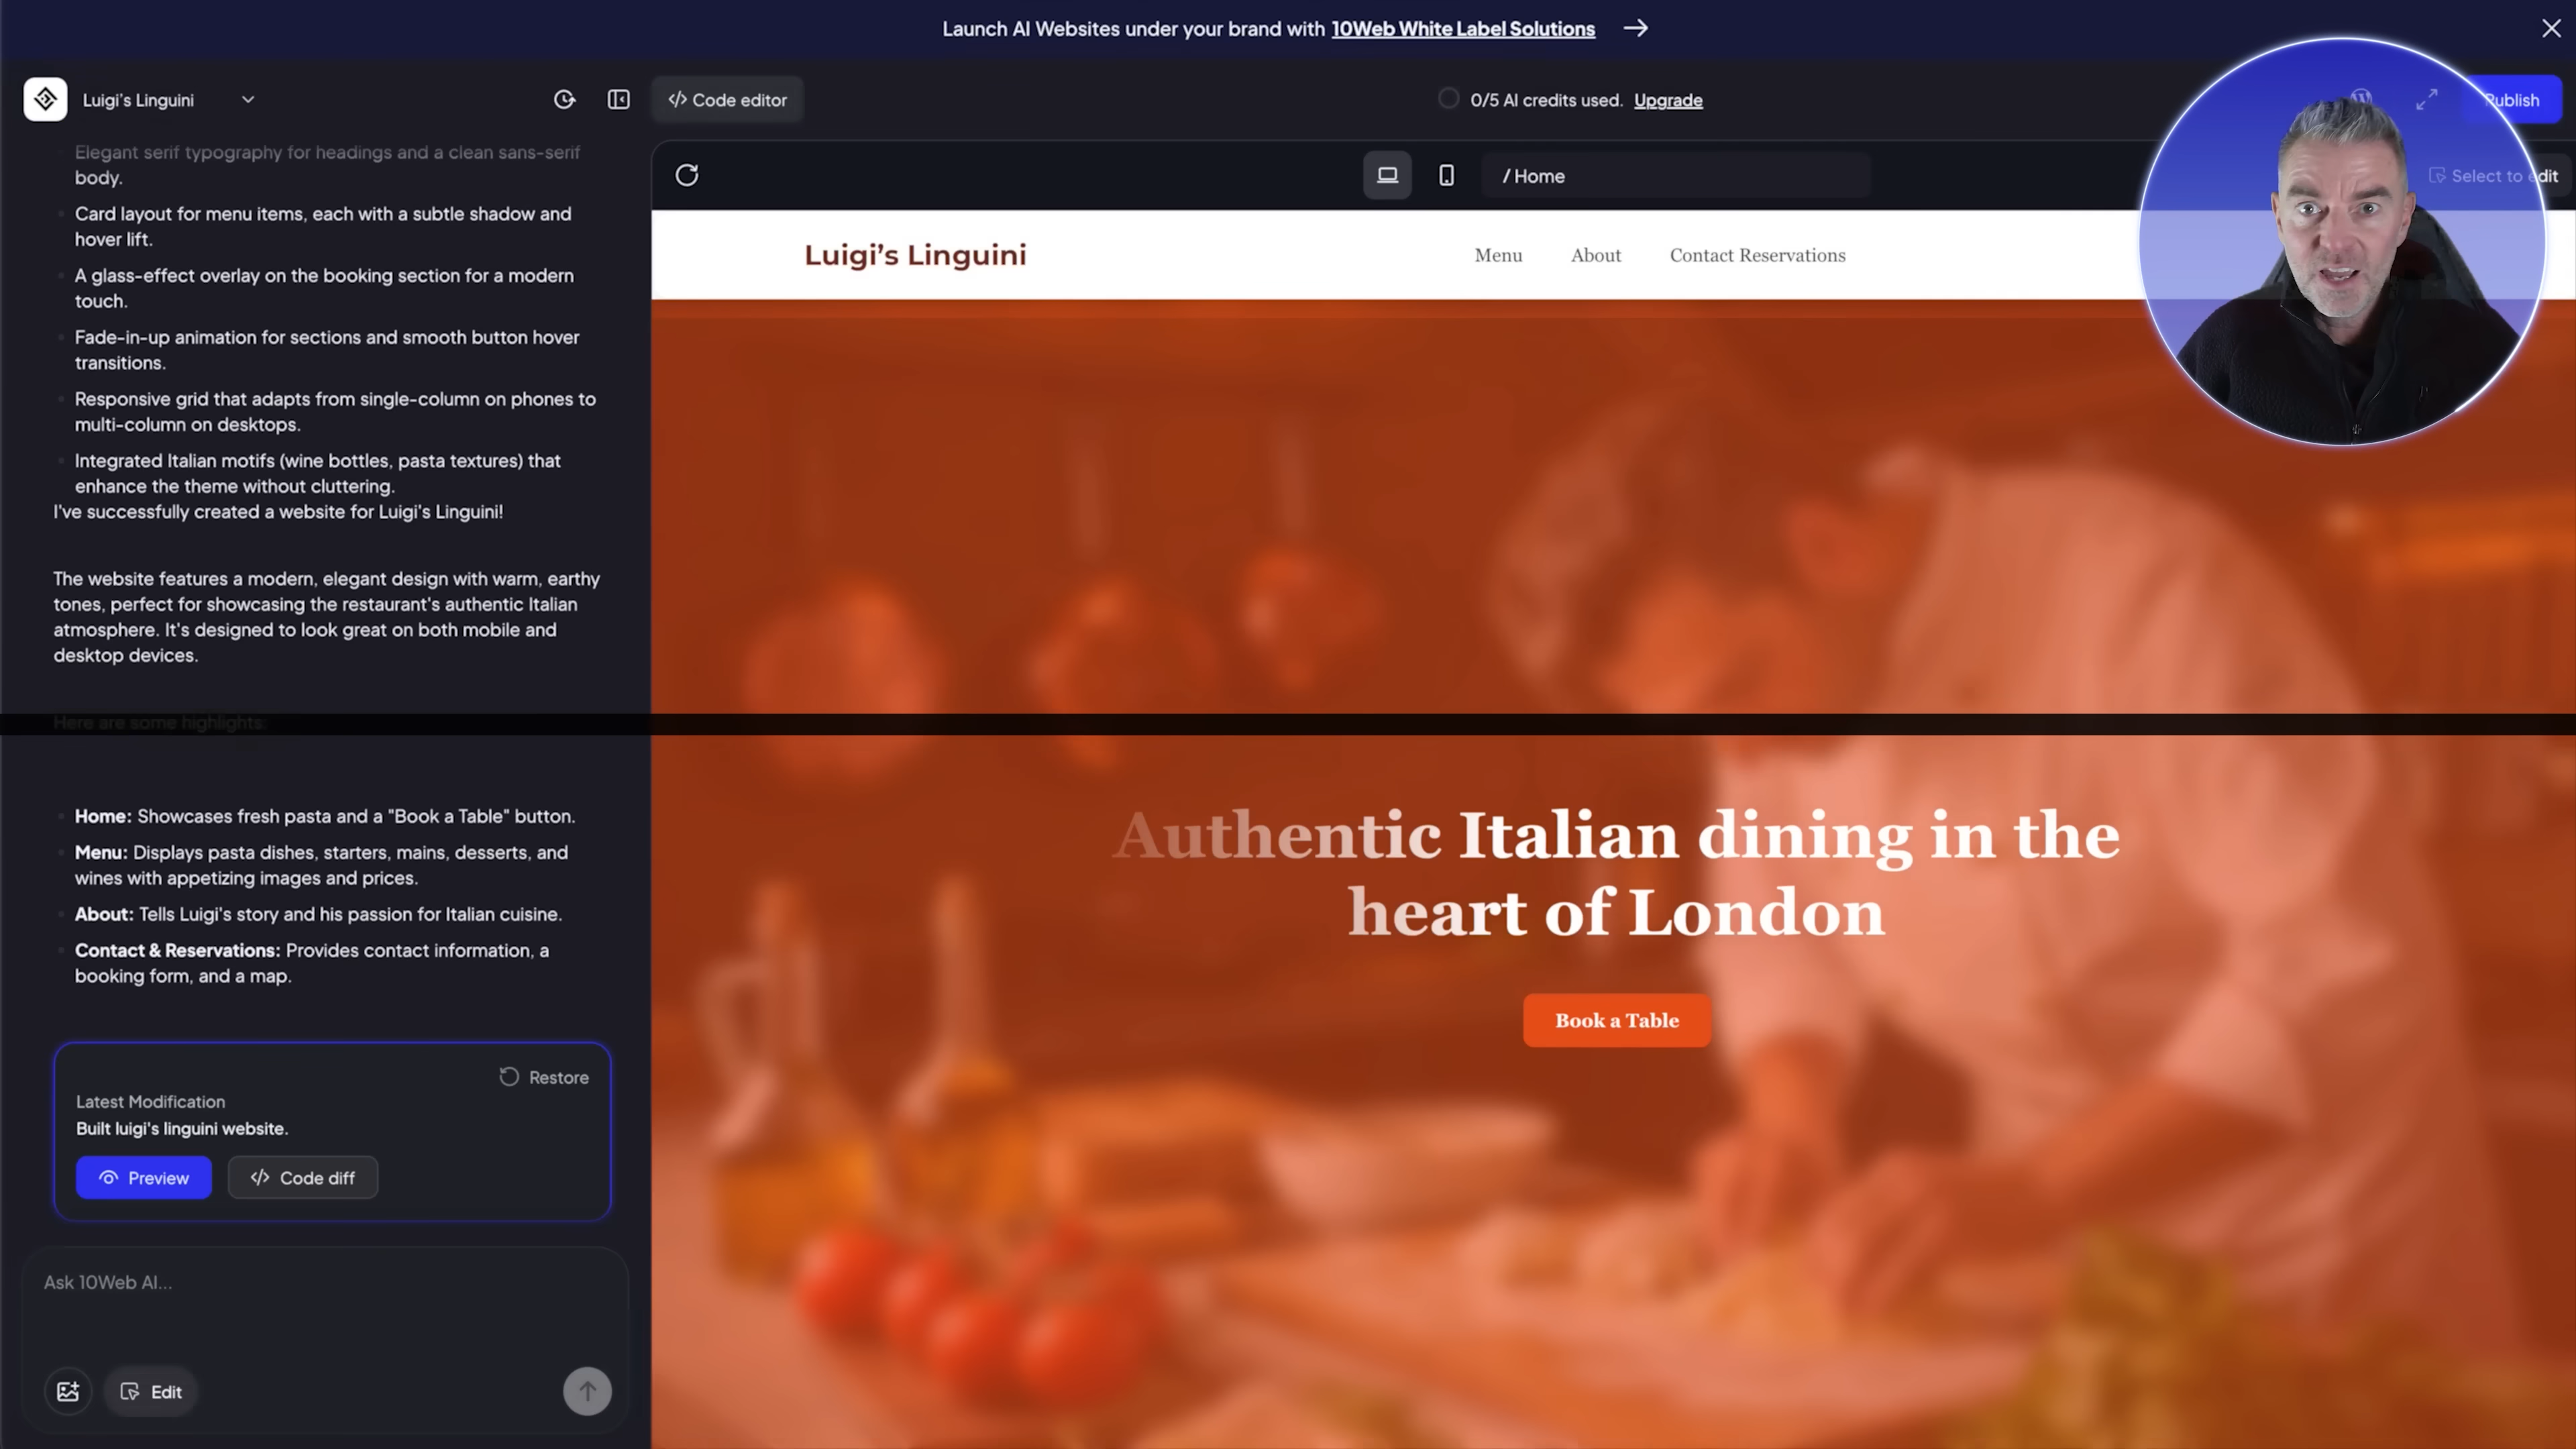 Launch AI Websites under your brand with 10Web White Label Solutions
Luigi's Linguini
Code editor
0/5 AI credits used. Upgrade
Publish
Elegant serif typography for headings and a clean sans-serif
body.
Card layout for menu items, each with a subtle shadow and
hover lift.
A glass-effect overlay on the booking section for a modern
touch.
Fade-in-up animation for sections and smooth button hover
transitions.
Responsive grid that adapts from single-column on phones to
multi-column on desktops.
Integrated Italian motifs (wine bottles, pasta textures) that
enhance the theme without cluttering.
I've successfully created a website for Luigi's Linguini!
The website features a modern, elegant design with warm, earthy
tones, perfect for showcasing the restaurant's authentic Italian
atmosphere. It's designed to look great on both mobile and
desktop devices.
Here are some highlights:
Home: Showcases fresh pasta and a "Book a Table" button.
Menu: Displays pasta dishes, starters, mains, desserts, and
wines with appetizing images and prices.
About: Tells Luigi's story and his passion for Italian cuisine.
Contact & Reservations: Provides contact information, a
booking form, and a map.
Restore
Latest Modification
Built luigi's linguini website.
Preview
Code diff
Ask 10Web AI...
Edit
/ Home
Select to edit
Luigi's Linguini
Menu About Contact Reservations
Authentic Italian dining in the
heart of London
Book a Table